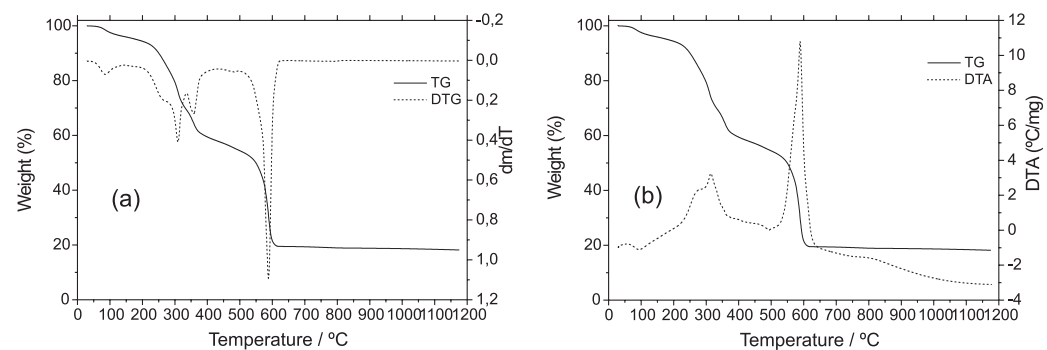 100
80
60
40
20
0
Weight (%)
-0,2
0,0
0,2
0,4
0,6
0,8
1,0
1,2
dm/dT
TG
DTG
(a)
0 100 200 300 400 500 600 700 800 900 1000 1100 1200
Temperature / ºC
100
80
60
40
20
0
Weight (%)
12
10
8
6
4
2
0
-2
-4
DTA (ºC/mg)
TG
DTA
(b)
0 100 200 300 400 500 600 700 800 900 1000 1100 1200
Temperature / ºC